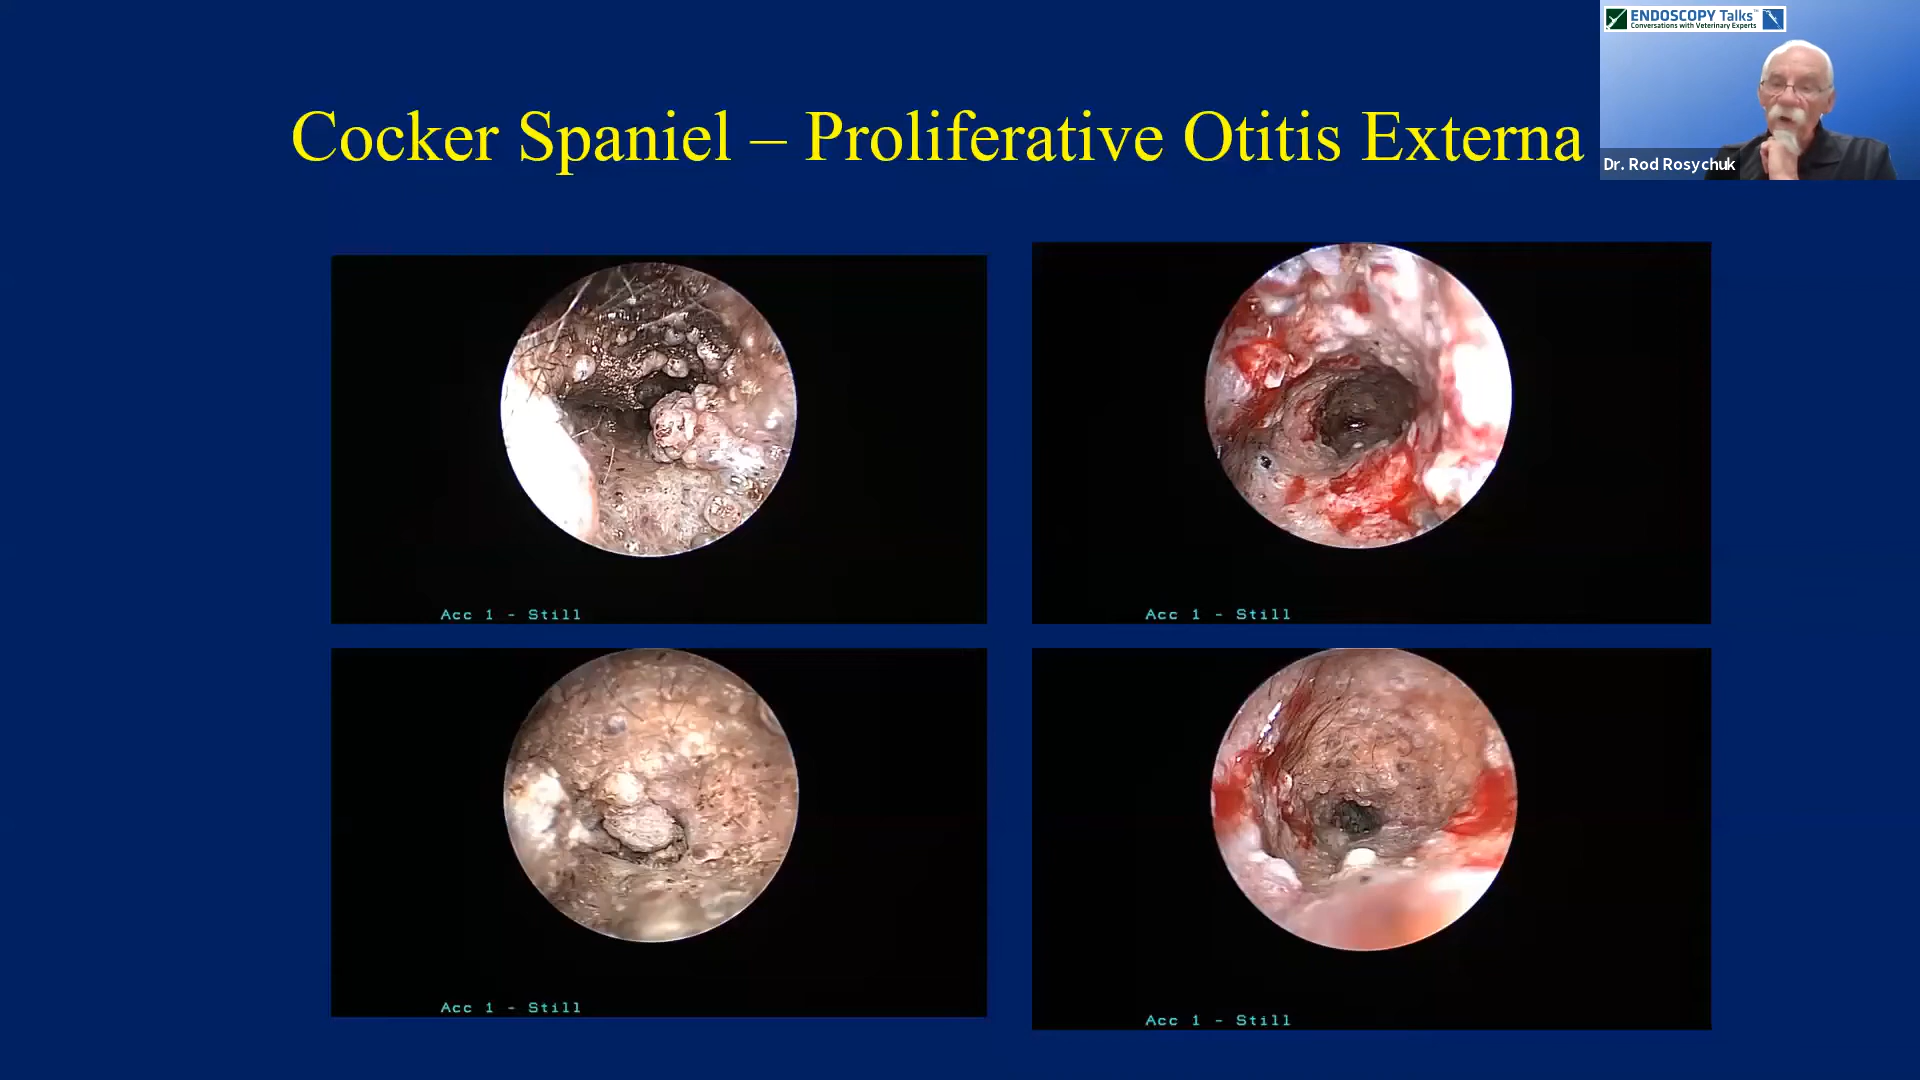 ENDOSCOPY Talks™
Conversations with Veterinary Experts
Cocker Spaniel – Proliferative Otitis Externa
Dr. Rod Rosychuk
Acc 1 - Still
Acc 1 - Still
Acc 1 - Still
Acc 1 - Still